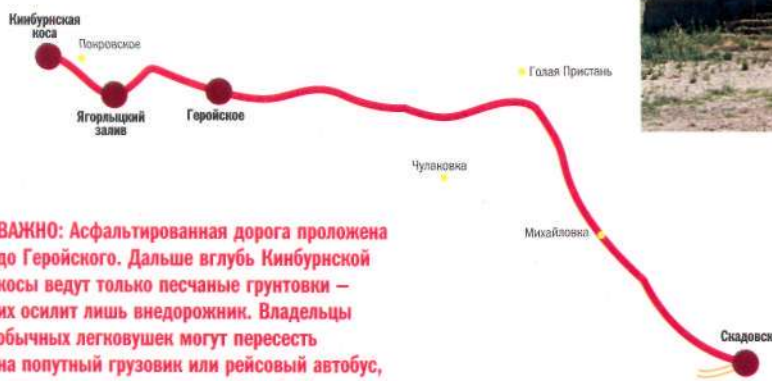 Кинбурнская
коса
Покровское
Голая Пристань
Ягорлыцкий
залив
Геройское
Чулаковка
Михайловка
Скадовск
ВАЖНО: Асфальтированная дорога проложена
до Геройского. Дальше вглубь Кинбурнской
косы ведут только песчаные грунтовки –
их осилит лишь внедорожник. Владельцы
обычных легковушек могут пересесть
на попутный грузовик или рейсовый автобус,